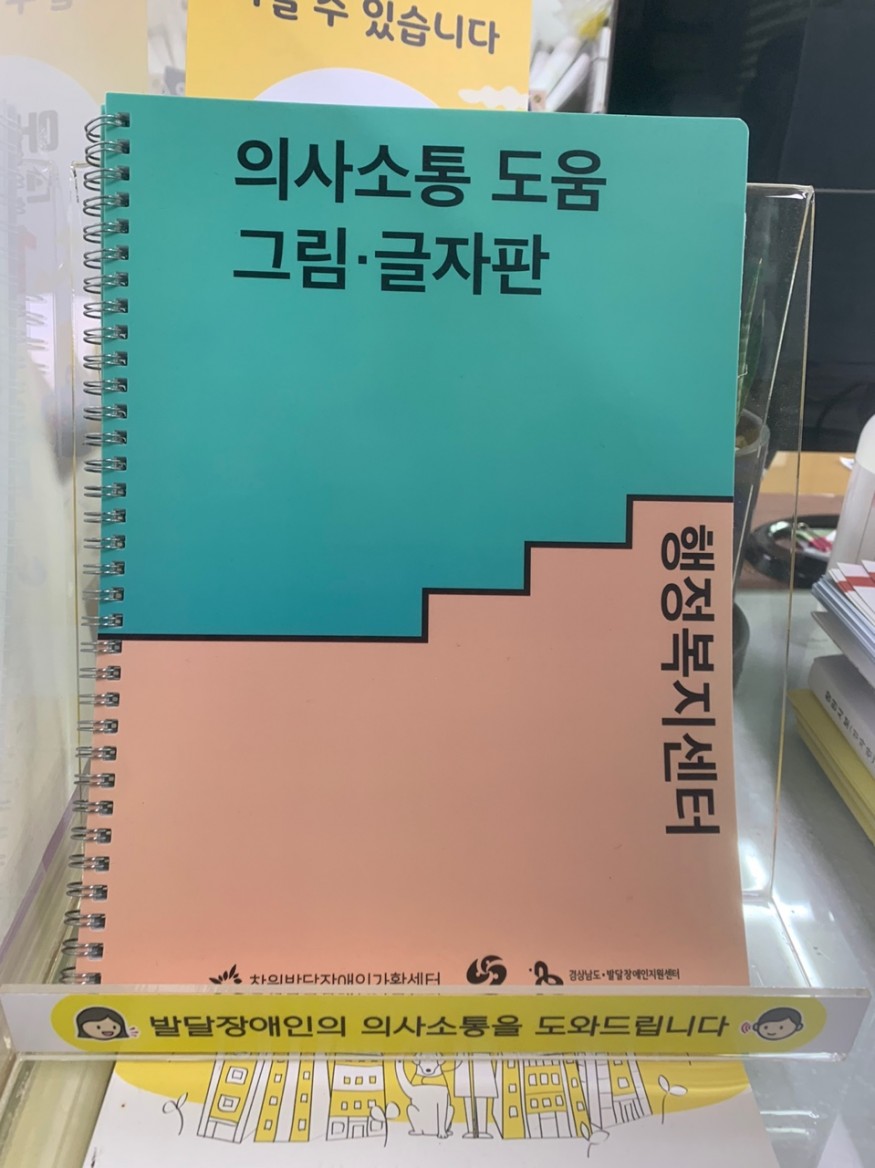 수 있습니다
의사소통 도움
그림·글자판
행정복지센터
경상남도·발달장애인지원센터
발달장애인의 의사소통을 도와드립니다